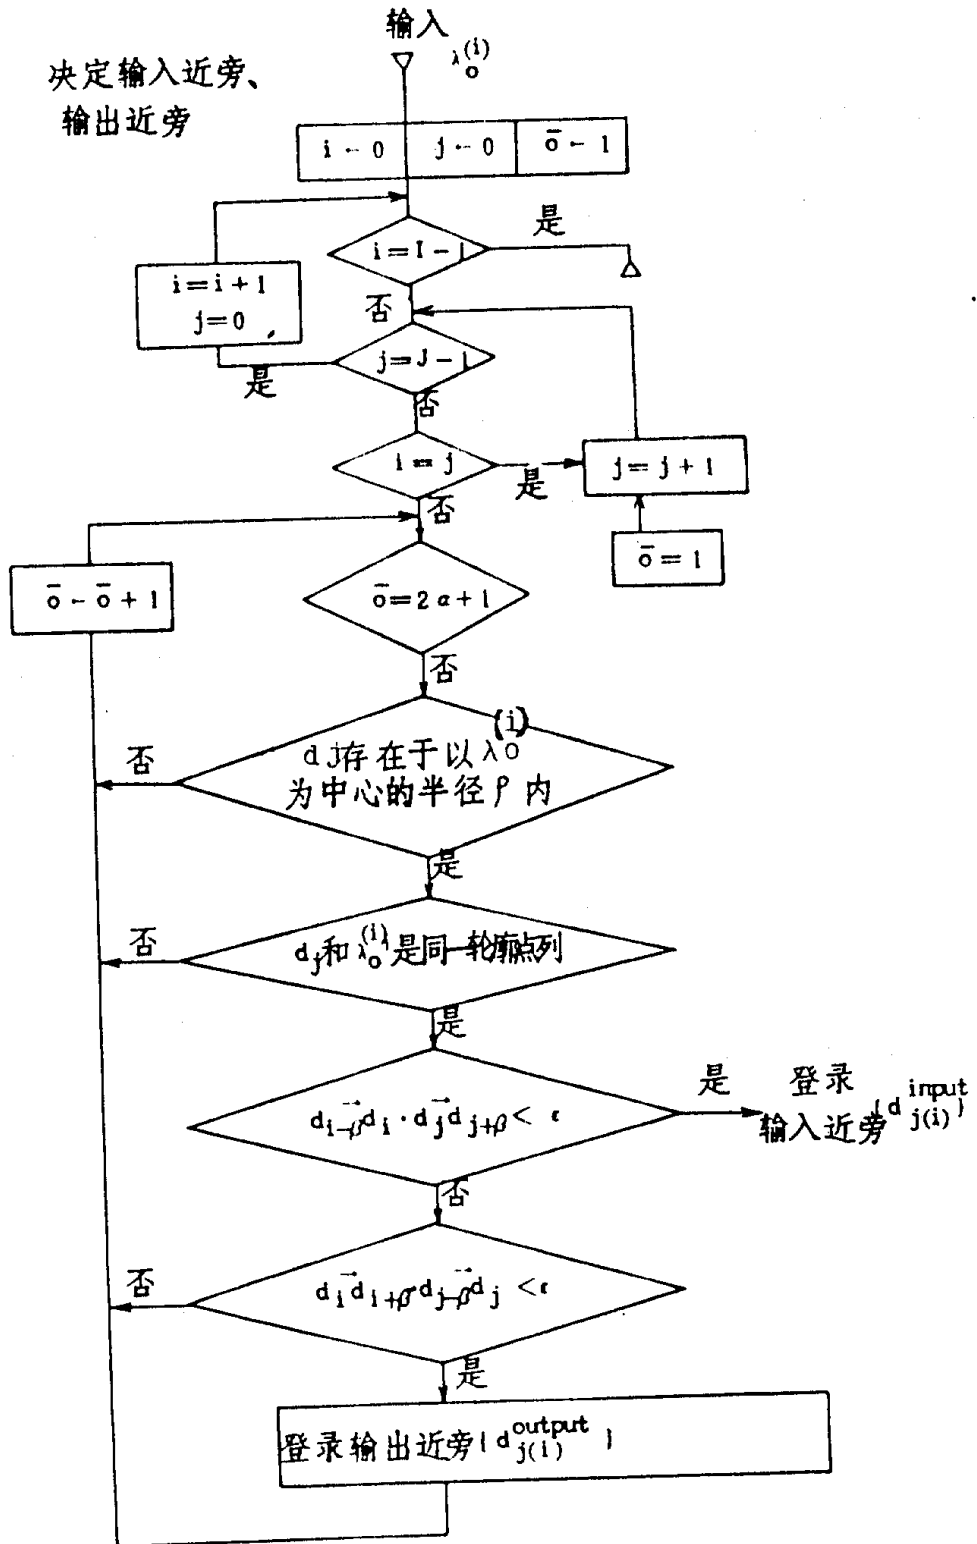 输入
λ0^(i)
决定输入近旁、
输出近旁
i←0 j←0 ō←1
i=I-1
是
i=i+1
j=0
否
j=J-1
是
否
i=j
是
j=j+1
否
ō=1
ō←ō+1
ō=2α+1
否
dj存在于以λ0^(i)
为中心的半径ρ内
否
是
dj和λ0^(i)是同一轮廓点列
否
是
d_{i-β}d_i·d_jd_{j+β}<ε
是
登录
输入近旁{d_{j(i)}^{input}}
否
d_id_{i+β}·d_{j-β}d_j<ε
否
是
登录输出近旁{d_{j(i)}^{output}}